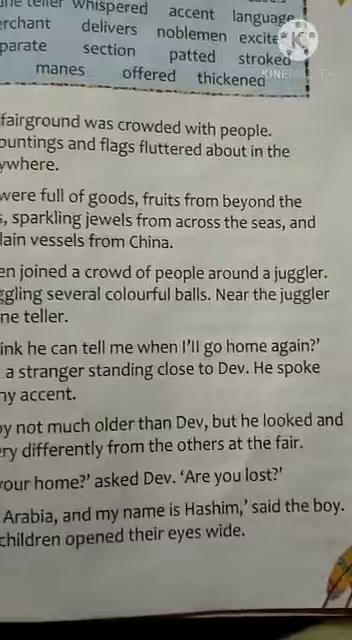 teller whispered accent language
erchant delivers noblemen excite
parate section patted stroked
manes offered thickened
KINEMASTER
fairground was crowded with people.
ountings and flags fluttered about in the
ywhere.
were full of goods, fruits from beyond the
s, sparkling jewels from across the seas, and
lain vessels from China.
en joined a crowd of people around a juggler.
ggling several colourful balls. Near the juggler
ne teller.
ink he can tell me when I'll go home again?'
a stranger standing close to Dev. He spoke
ny accent.
oy not much older than Dev, but he looked and
ery differently from the others at the fair.
your home?' asked Dev. 'Are you lost?'
Arabia, and my name is Hashim,' said the boy.
children opened their eyes wide.